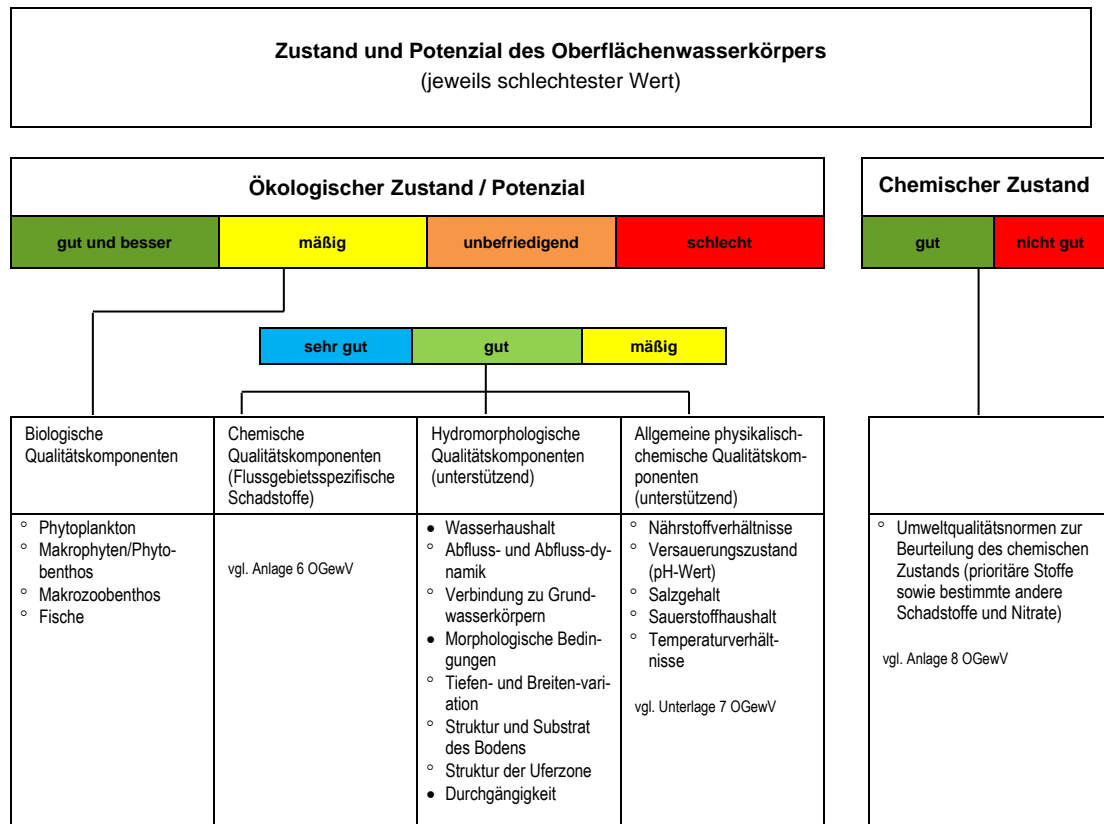 Zustand und Potenzial des Oberflächenwasserkörpers
(jeweils schlechtester Wert)
Ökologischer Zustand / Potenzial
gut und besser
mäßig
unbefriedigend
schlecht
Chemischer Zustand
gut
nicht gut
sehr gut
gut
mäßig
Biologische
Qualitätskomponenten
Chemische
Qualitätskomponenten
(Flussgebietsspezifische
Schadstoffe)
Hydromorphologische
Qualitätskomponenten
(unterstützend)
Allgemeine physikalisch-
chemische Qualitätskom-
ponenten
(unterstützend)
° Phytoplankton
° Makrophyten/Phyto-
benthos
° Makrozoobenthos
° Fische
vgl. Anlage 6 OGewV
• Wasserhaushalt
° Abfluss- und Abfluss-dy-
namik
° Verbindung zu Grund-
wasserkörpern
• Morphologische Bedin-
gungen
° Tiefen- und Breiten-vari-
ation
° Struktur und Substrat
des Bodens
° Struktur der Uferzone
• Durchgängigkeit
° Nährstoffverhältnisse
° Versauerungszustand
(pH-Wert)
° Salzgehalt
° Sauerstoffhaushalt
° Temperaturverhält-
nisse
vgl. Unterlage 7 OGewV
° Umweltqualitätsnormen zur
Beurteilung des chemischen
Zustands (prioritäre Stoffe
sowie bestimmte andere
Schadstoffe und Nitrate)
vgl. Anlage 8 OGewV